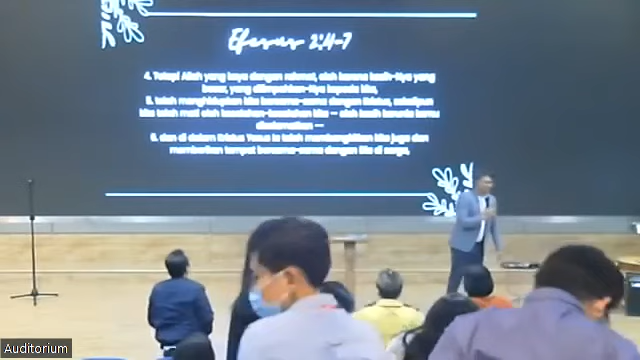 Efesus 2:4-7
4. Tetapi Allah yang kaya dengan rahmat, oleh karena kasih-Nya yang
besar, yang dilimpahkan-Nya kepada kita,
5. telah menghidupkan kita bersama-sama dengan Kristus, sekalipun
kita telah mati oleh kesalahan-kesalahan kita — oleh kasih karunia kamu
diselamatkan —
6. dan di dalam Kristus Yesus Ia telah membangkitkan kita juga dan
memberikan tempat bersama-sama dengan Dia di sorga,
Auditorium